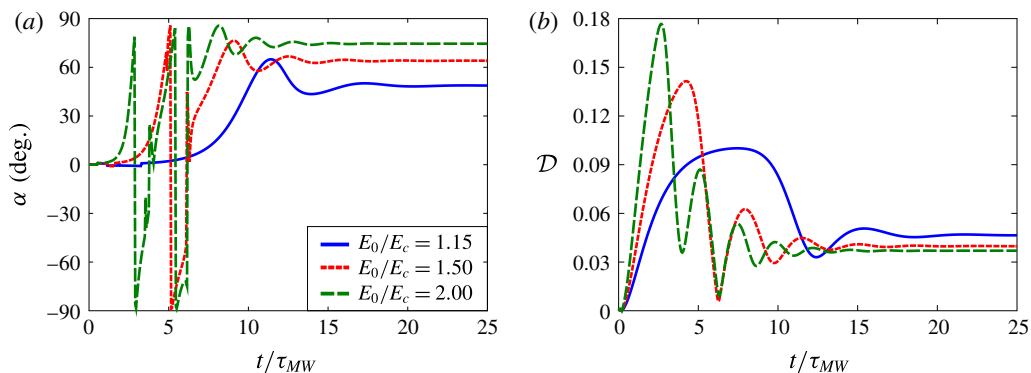 (a)
90
60
30
0
−30
−60
−90
α (deg.)
0 5 10 15 20 25
t/τMW
E0/Ec = 1.15
E0/Ec = 1.50
E0/Ec = 2.00
(b)
0.18
0.15
0.12
0.09
0.06
0.03
0
𝒟
0 5 10 15 20 25
t/τMW